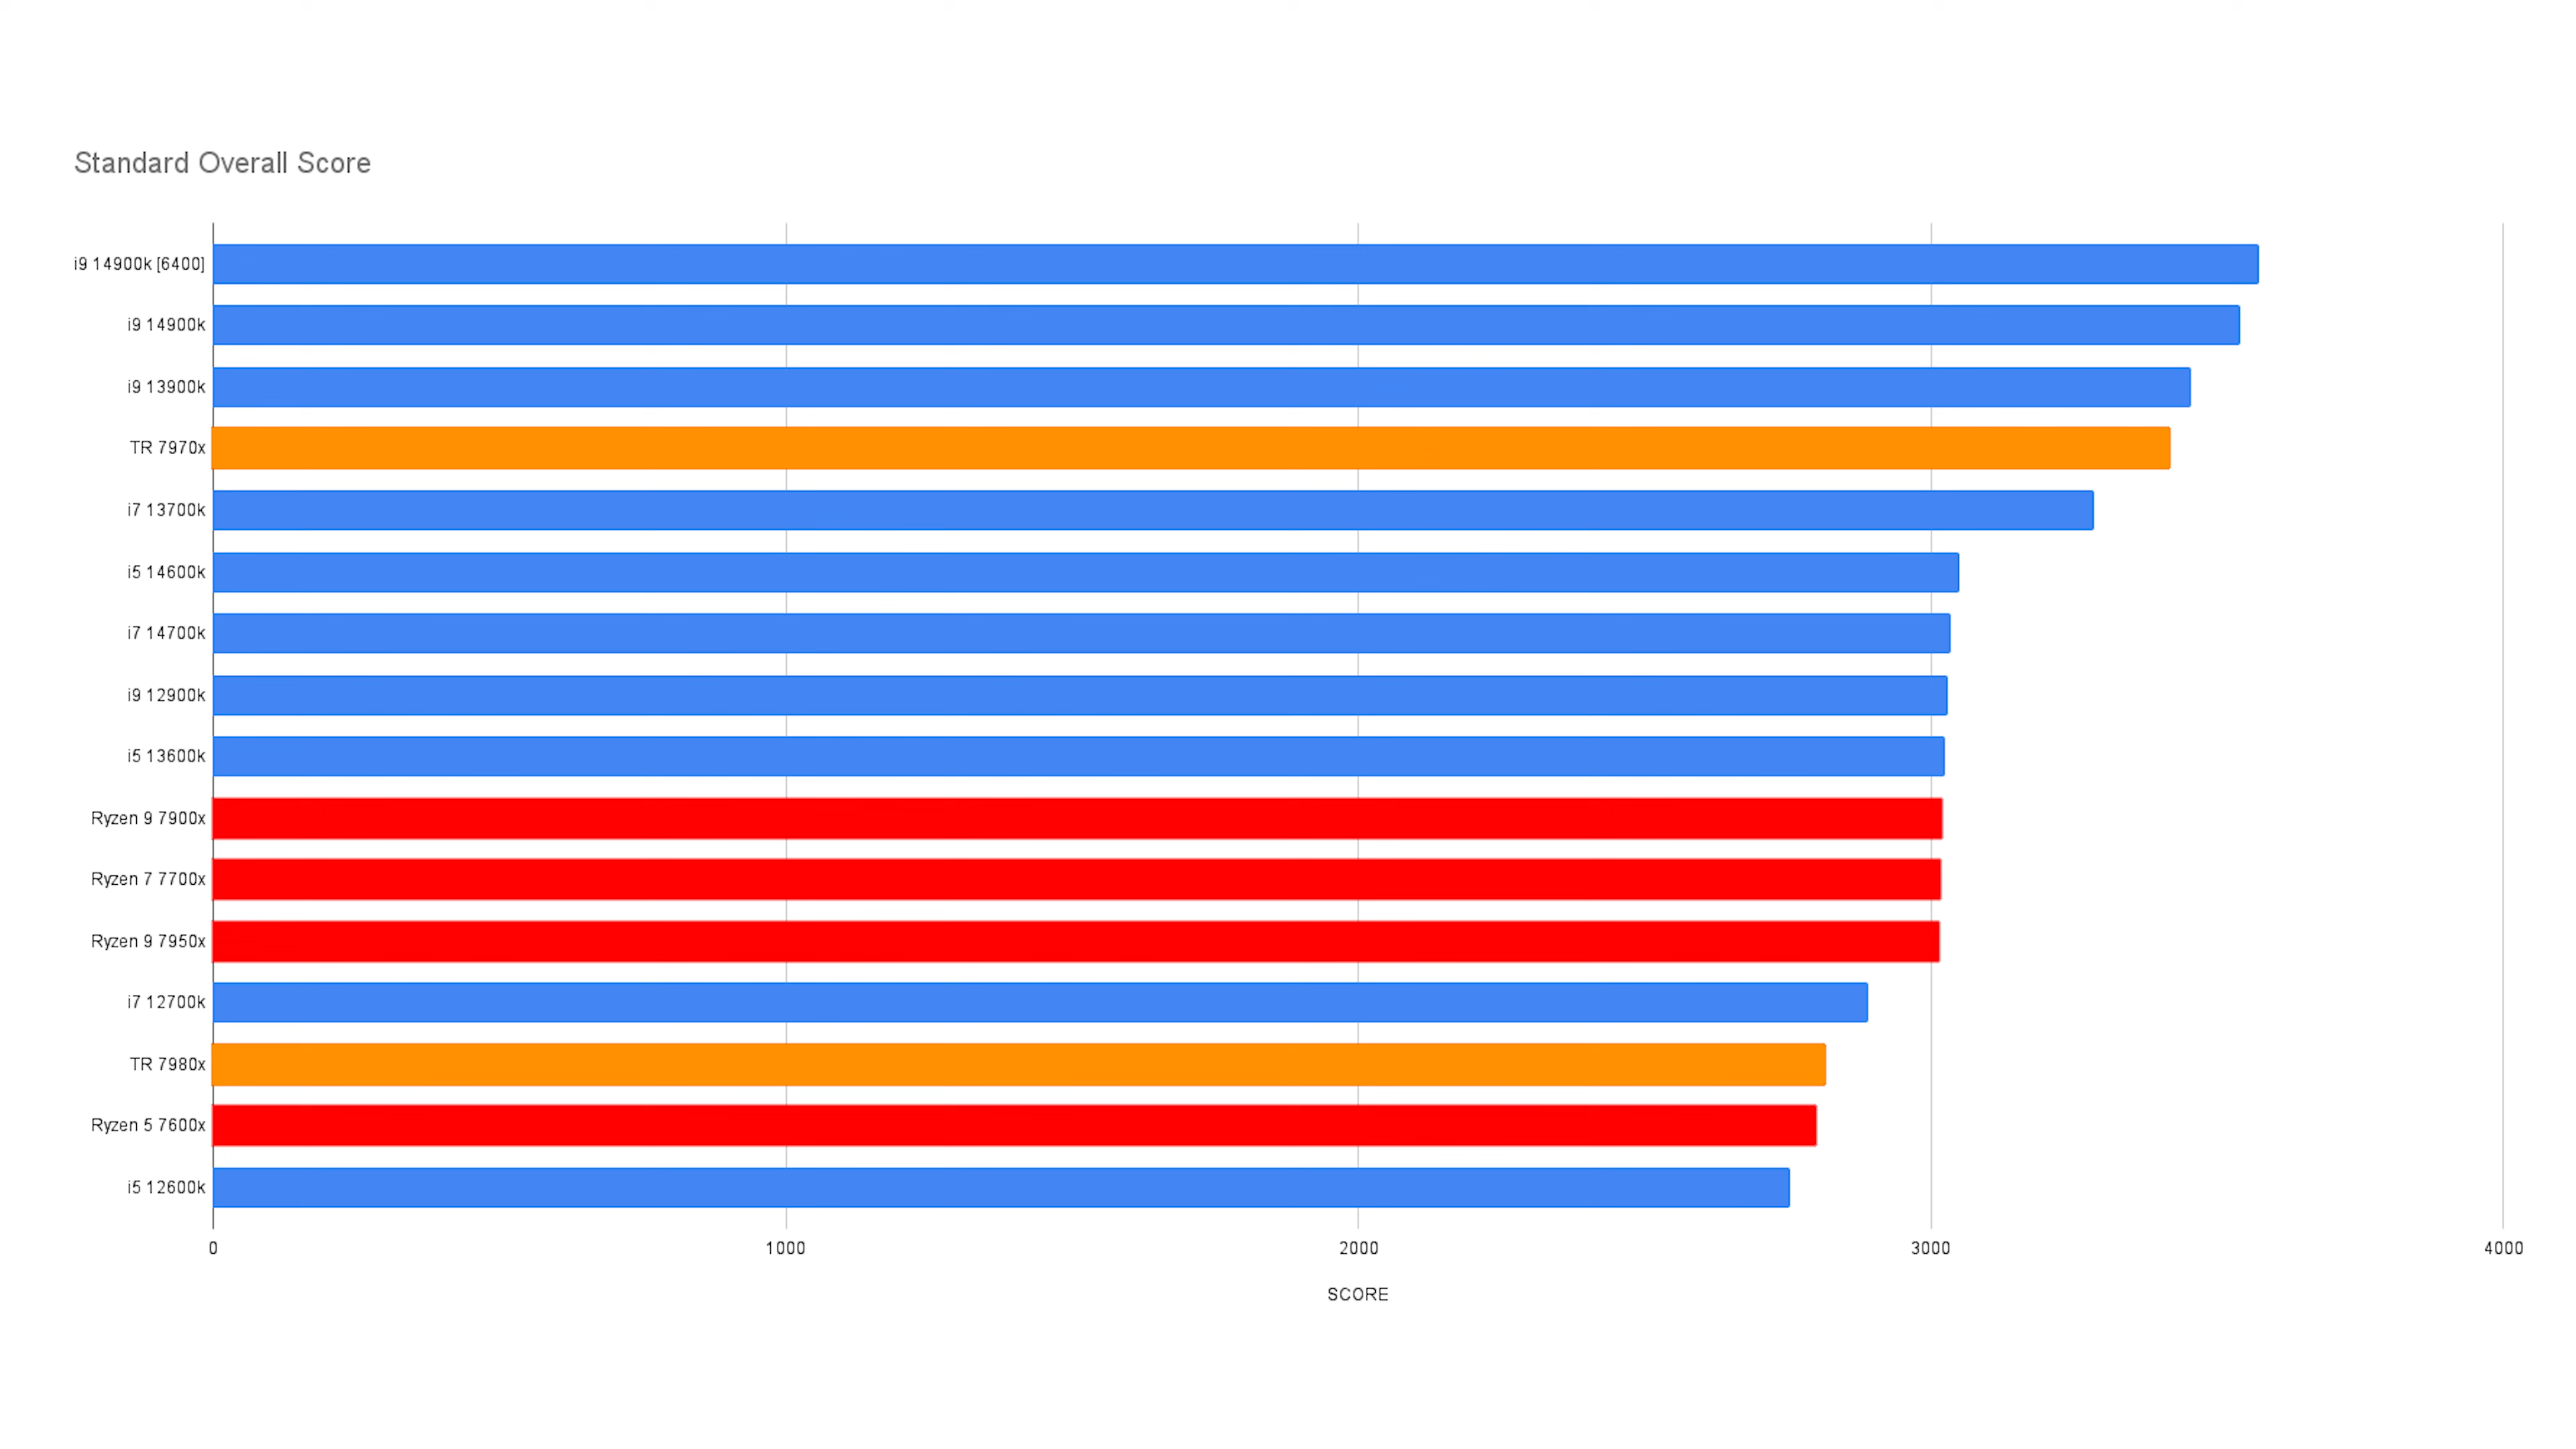 Standard Overall Score
i9 14900k [6400]
i9 14900k
i9 13900k
TR 7970x
i7 13700k
i5 14600k
i7 14700k
i9 12900k
i5 13600k
Ryzen 9 7900x
Ryzen 7 7700x
Ryzen 9 7950x
i7 12700k
TR 7980x
Ryzen 5 7600x
i5 12600k
0 1000 2000 3000 4000
SCORE